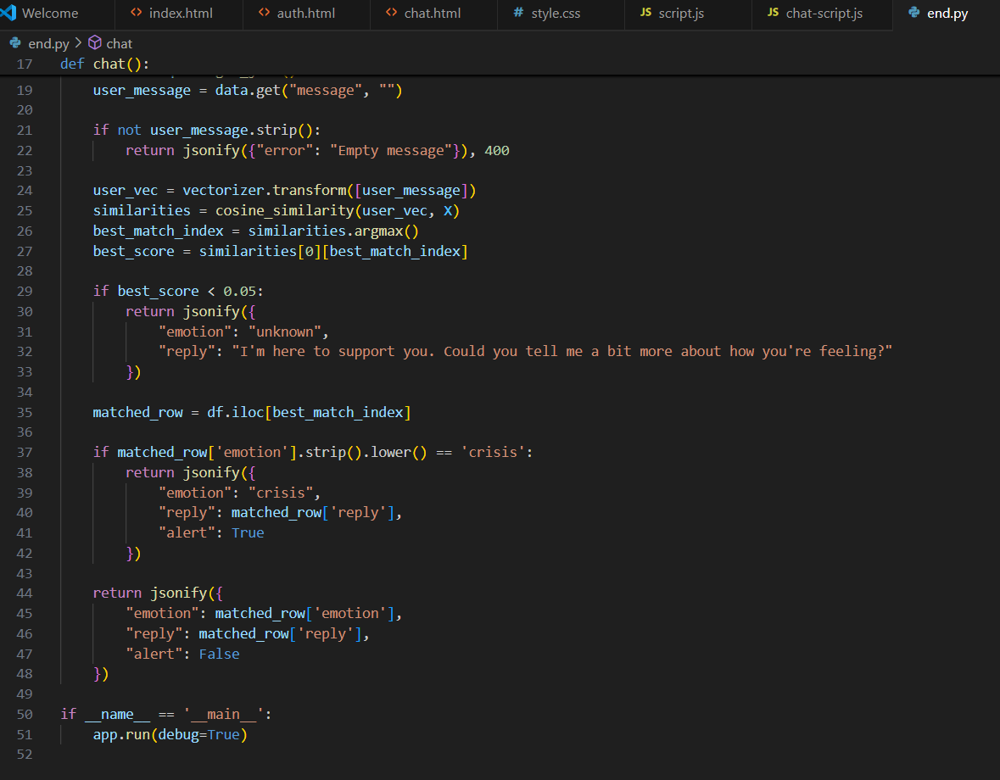 Welcome
<> index.html
<> auth.html
<> chat.html
# style.css
JS script.js
JS chat-script.js
end.py
end.py > chat
17 def chat():
19     user_message = data.get("message", "")
20
21     if not user_message.strip():
22         return jsonify({"error": "Empty message"}), 400
23
24     user_vec = vectorizer.transform([user_message])
25     similarities = cosine_similarity(user_vec, X)
26     best_match_index = similarities.argmax()
27     best_score = similarities[0][best_match_index]
28
29     if best_score < 0.05:
30         return jsonify({
31             "emotion": "unknown",
32             "reply": "I'm here to support you. Could you tell me a bit more about how you're feeling?"
33         })
34
35     matched_row = df.iloc[best_match_index]
36
37     if matched_row['emotion'].strip().lower() == 'crisis':
38         return jsonify({
39             "emotion": "crisis",
40             "reply": matched_row['reply'],
41             "alert": True
42         })
43
44     return jsonify({
45         "emotion": matched_row['emotion'],
46         "reply": matched_row['reply'],
47         "alert": False
48     })
49
50 if __name__ == '__main__':
51     app.run(debug=True)
52